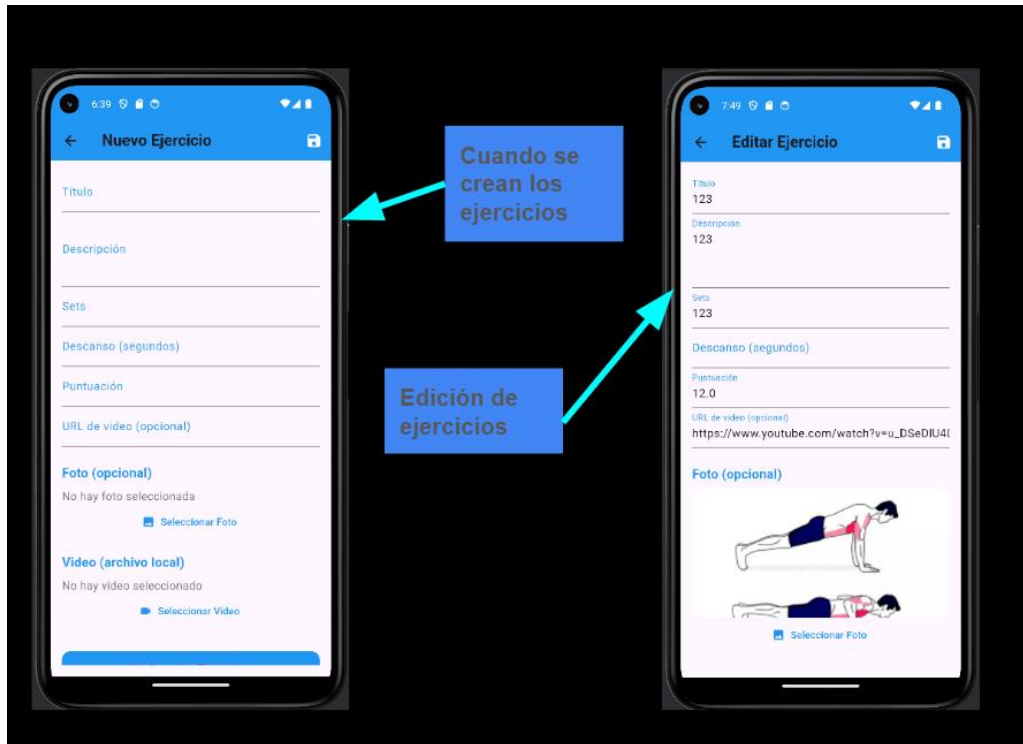 6:39
Nuevo Ejercicio
Título
Descripción
Sets
Descanso (segundos)
Puntuación
URL de video (opcional)
Foto (opcional)
No hay foto seleccionada
Seleccionar Foto
Video (archivo local)
No hay video seleccionado
Seleccionar Video
Cuando se
crean los
ejercicios
Edición de
ejercicios
7:49
Editar Ejercicio
Título
123
Descripción
123
Sets
123
Descanso (segundos)
Puntuación
12.0
URL de video (opcional)
https://www.youtube.com/watch?v=u_DSeDIU4(
Foto (opcional)
Seleccionar Foto